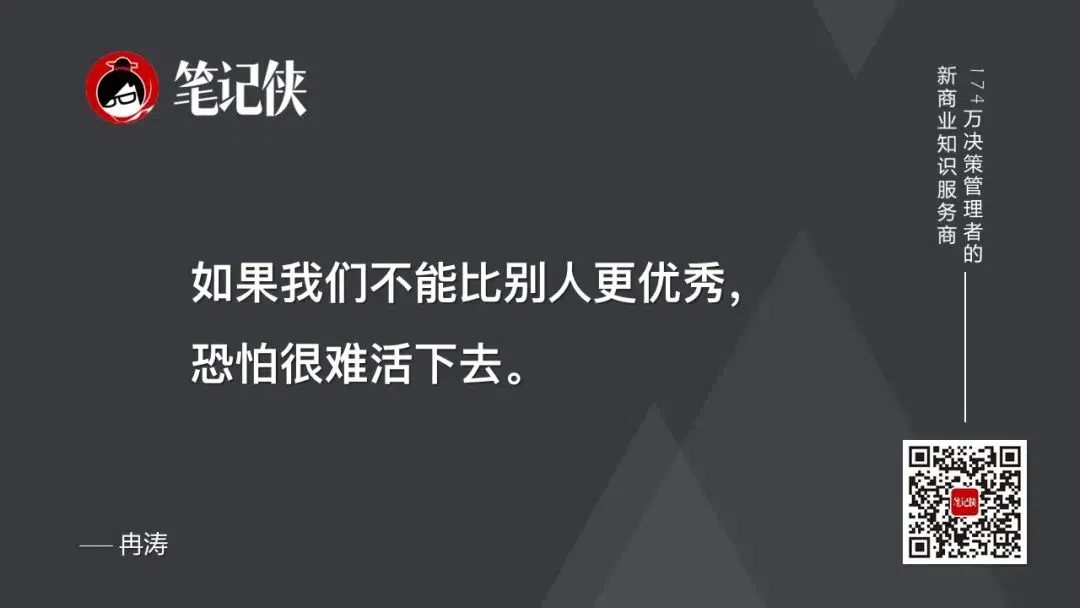 笔记侠
174万决策管理者的
新商业知识服务商
如果我们不能比别人更优秀，
恐怕很难活下去。
—— 冉涛
笔记侠